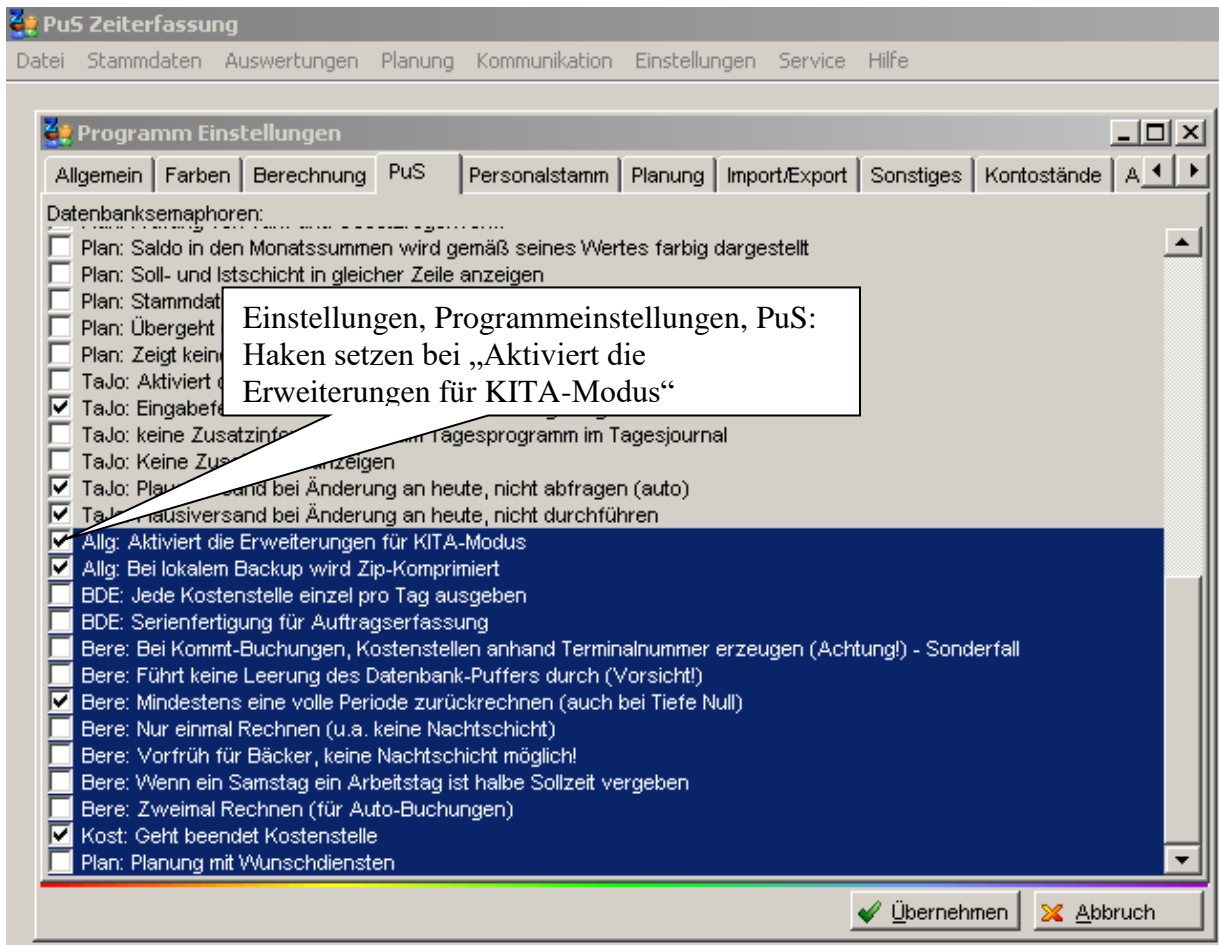 PuS Zeiterfassung
Datei Stammdaten Auswertungen Planung Kommunikation Einstellungen Service Hilfe
Programm Einstellungen
Allgemein Farben Berechnung PuS Personalstamm Planung Import/Export Sonstiges Kontostände A
Datenbanksemaphoren:
Plan: Saldo in den Monatssummen wird gemäß seines Wertes farbig dargestellt
Plan: Soll- und Istschicht in gleicher Zeile anzeigen
Plan: Stammdat
Plan: Übergeht
Plan: Zeigt kein
TaJo: Aktiviert
TaJo: Eingabefe
Einstellungen, Programmeinstellungen, PuS:
Haken setzen bei „Aktiviert die
Erweiterungen für KITA-Modus“
TaJo: keine Zusatzinfo Tagesprogramm im Tagesjournal
TaJo: Keine Zus anzeigen
TaJo: Plausiversand bei Änderung an heute, nicht abfragen (auto)
TaJo: Plausiversand bei Änderung an heute, nicht durchführen
Allg: Aktiviert die Erweiterungen für KITA-Modus
Allg: Bei lokalem Backup wird Zip-Komprimiert
BDE: Jede Kostenstelle einzel pro Tag ausgeben
BDE: Serienfertigung für Auftragserfassung
Bere: Bei Kommt-Buchungen, Kostenstellen anhand Terminalnummer erzeugen (Achtung!) - Sonderfall
Bere: Führt keine Leerung des Datenbank-Puffers durch (Vorsicht!)
Bere: Mindestens eine volle Periode zurückrechnen (auch bei Tiefe Null)
Bere: Nur einmal Rechnen (u.a. keine Nachtschicht)
Bere: Vorfrüh für Bäcker, keine Nachtschicht möglich!
Bere: Wenn ein Samstag ein Arbeitstag ist halbe Sollzeit vergeben
Bere: Zweimal Rechnen (für Auto-Buchungen)
Kost: Geht beendet Kostenstelle
Plan: Planung mit Wunschdiensten
Übernehmen Abbruch